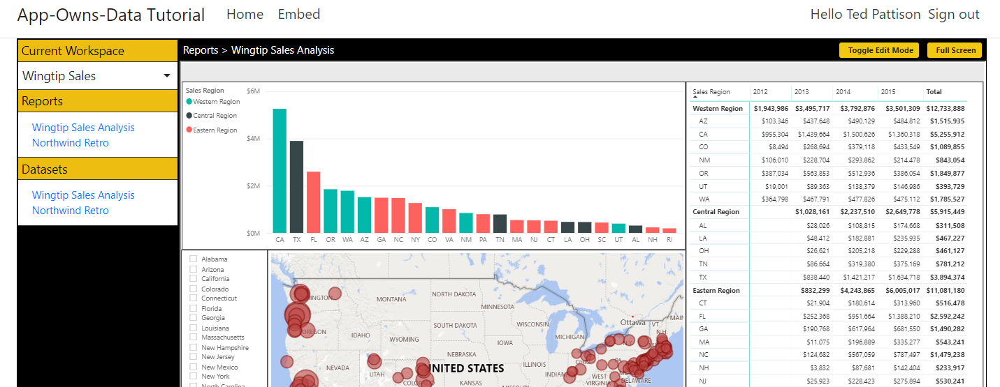 App-Owns-Data Tutorial Home Embed Hello Ted Pattison Sign out
Current Workspace
Wingtip Sales
Reports
Wingtip Sales Analysis
Northwind Retro
Datasets
Wingtip Sales Analysis
Northwind Retro
Reports > Wingtip Sales Analysis Toggle Edit Mode Full Screen
Sales Region
Western Region
Central Region
Eastern Region
$6M
$4M
$2M
$0M
CA TX FL OR WA AZ GA NC NY CO VA NM PA TN MA NJ CT LA OH SC UT AL NH RI
Sales Region 2012 2013 2014 2015 Total
Western Region $1,943,986 $3,495,717 $3,792,876 $3,501,309 $12,733,888
AZ $103,346 $437,648 $490,129 $484,812 $1,515,935
CA $955,304 $1,439,664 $1,500,626 $1,360,318 $5,255,912
CO $8,494 $268,694 $379,118 $433,549 $1,089,855
NM $106,010 $228,704 $293,862 $214,478 $843,054
OR $387,034 $563,853 $512,936 $386,054 $1,849,877
UT $19,001 $89,363 $138,379 $146,986 $393,729
WA $364,798 $467,791 $477,826 $475,112 $1,785,527
Central Region $1,028,161 $2,237,510 $2,649,778 $5,915,449
AL $28,026 $108,815 $174,668 $311,508
LA $48,412 $182,881 $235,935 $467,227
OH $26,621 $205,218 $229,288 $461,127
TN $86,664 $319,380 $375,169 $781,212
TX $838,440 $1,421,217 $1,634,718 $3,894,374
Eastern Region $832,299 $4,243,865 $6,005,017 $11,081,180
CT $21,904 $180,614 $313,960 $516,478
FL $252,368 $951,664 $1,388,210 $2,592,242
GA $190,768 $617,964 $681,550 $1,490,282
MA $11,075 $196,889 $335,277 $543,241
NC $124,682 $567,059 $787,497 $1,479,238
NH $3,832 $87,681 $142,404 $233,917
NJ $25,923 $228,423 $275,894 $530,241
Alabama
Arizona
California
Colorado
Connecticut
Florida
Georgia
Louisiana
Massachusetts
New Hampshire
New Jersey
New Mexico
New York
North Carolina
NORTH DAKOTA
MONTANA
MINNESOTA
SOUTH DAKOTA WISCONSIN Ottawa VT
IDAHO WYOMING MICHIGAN N.H.
IOWA
NEBRASKA
NEVADA UNITED STATES ILLINOIS
UTAH KANSAS WEST VIRGINIA DELAWARE